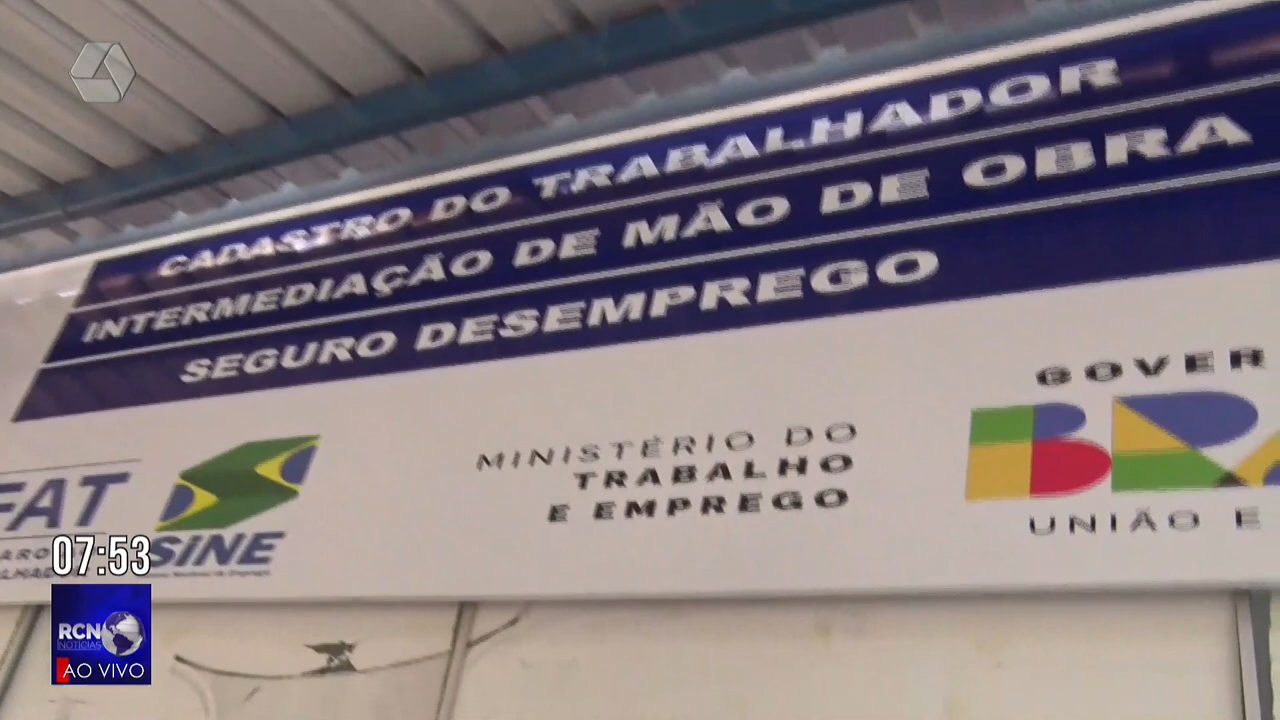 CADASTRO DO TRABALHADOR
INTERMEDIAÇÃO DE MÃO DE OBRA
SEGURO DESEMPREGO
FAT
SINE
MINISTÉRIO DO
TRABALHO
E EMPREGO
GOVER
BRA
UNIÃO E
07:53
RCN
NOTÍCIAS
AO VIVO